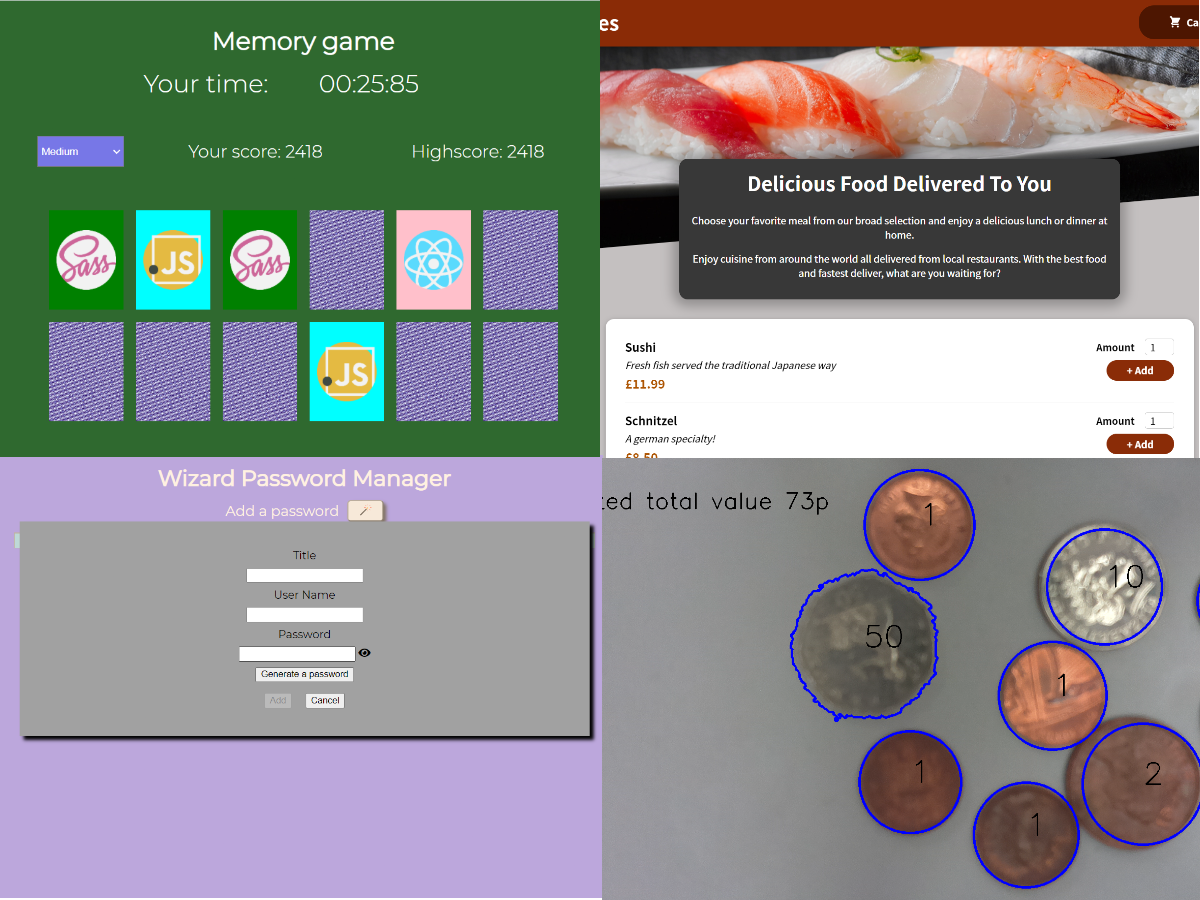 Memory game
Your time: 00:25:85
Medium
Your score: 2418
Highscore: 2418
Sass
JS
Sass
JS
es
Ca
Delicious Food Delivered To You
Choose your favorite meal from our broad selection and enjoy a delicious lunch or dinner at
home.
Enjoy cuisine from around the world all delivered from local restaurants. With the best food
and fastest deliver, what are you waiting for?
Sushi
Amount 1
Fresh fish served the traditional Japanese way
+ Add
£11.99
Schnitzel
Amount 1
A german specialty!
+ Add
£8.50
Wizard Password Manager
Add a password
Title
User Name
Password
Generate a password
Add
Cancel
ted total value 73p
1
10
50
1
1
2
1